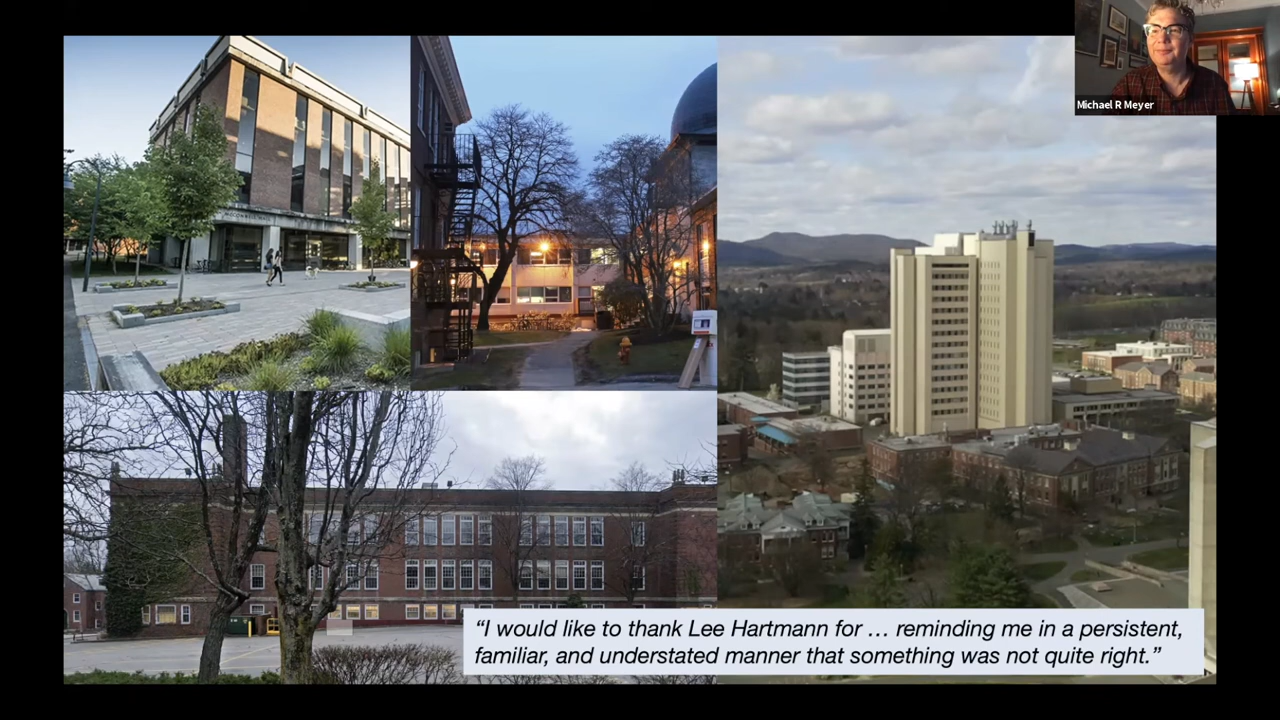 Michael R Meyer
“I would like to thank Lee Hartmann for … reminding me in a persistent,
familiar, and understated manner that something was not quite right.”